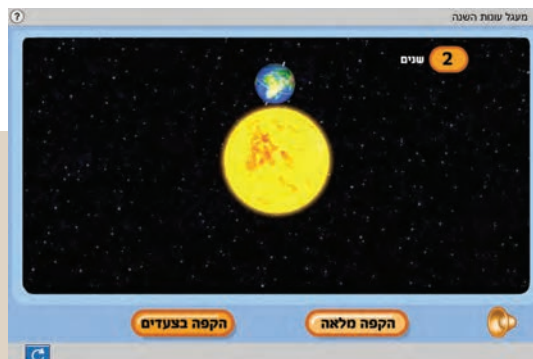 מעגל עונות השנה
?
2 שנים
הקפה מלאה
הקפה בצעדים